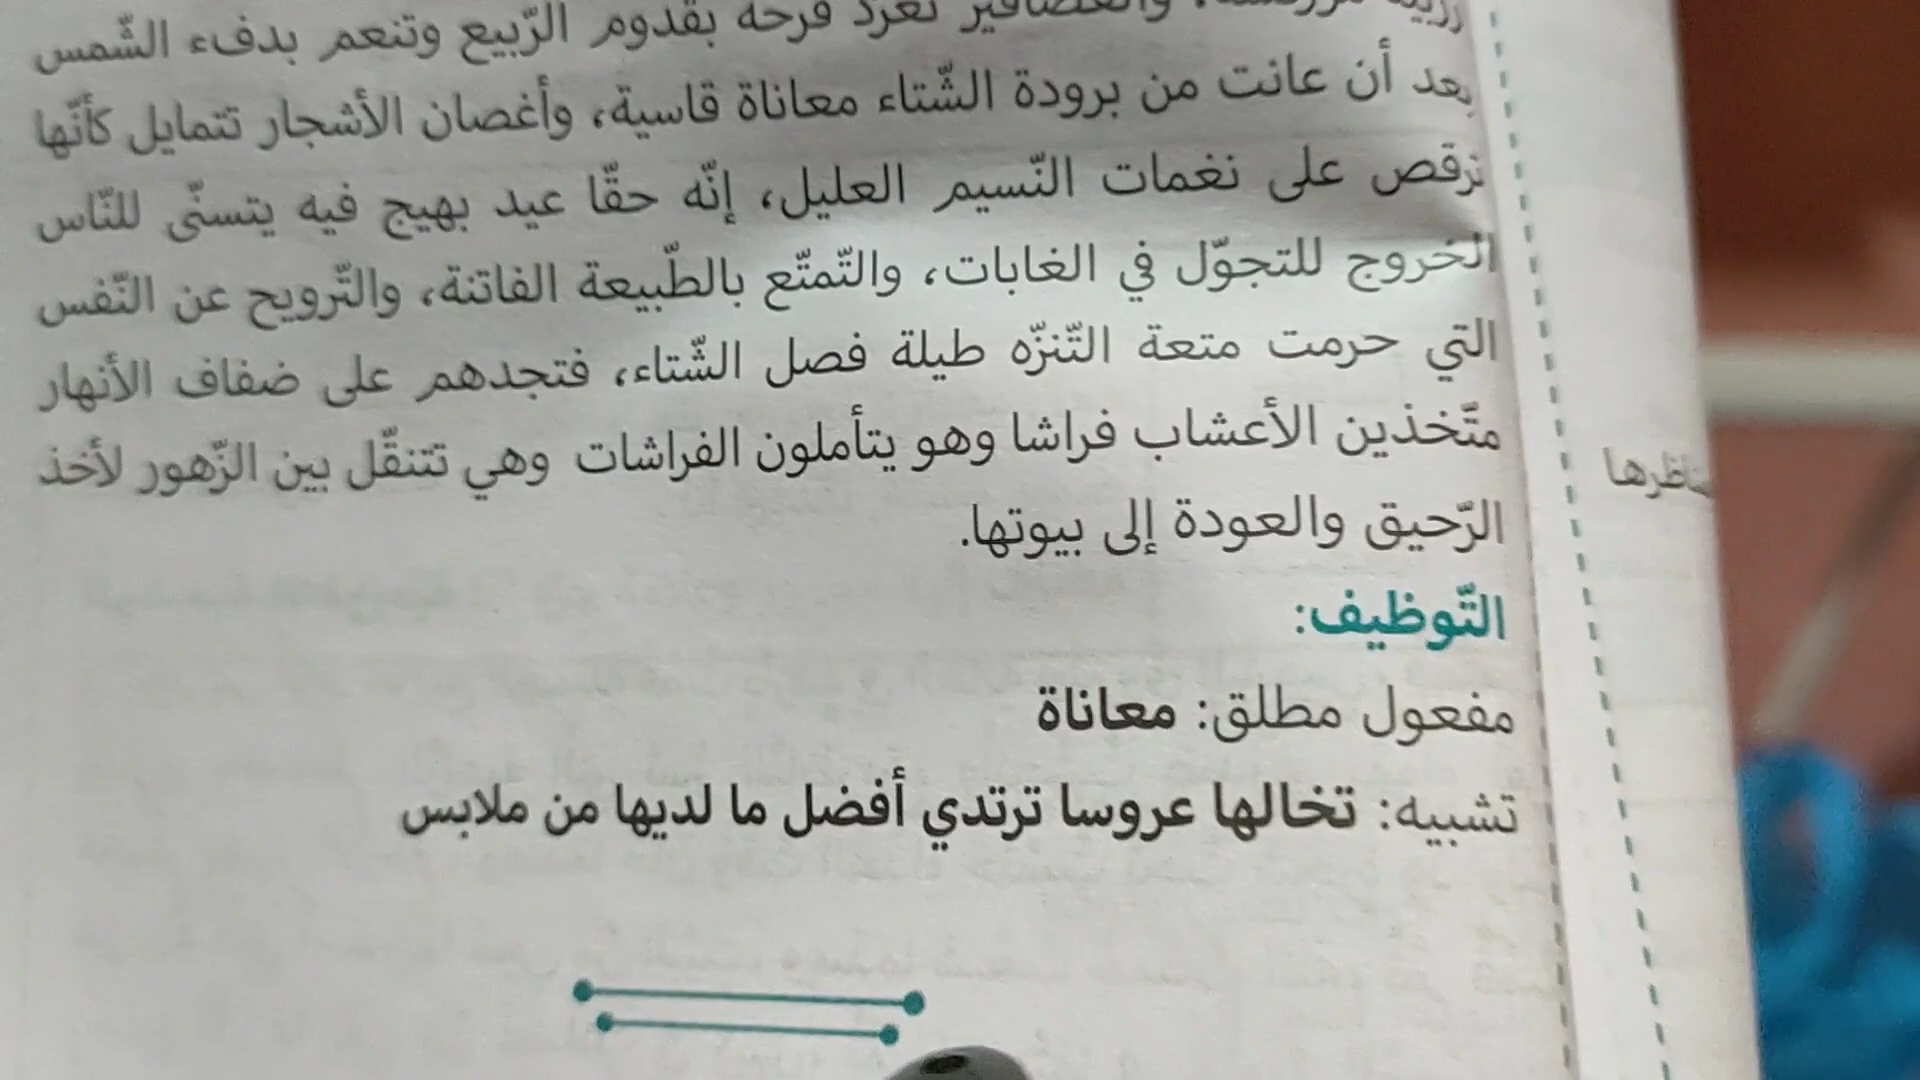 تغرّد فرحة بقدوم الرّبيع وتنعم بدفء الشّمس
بعد أن عانت من برودة الشّتاء معاناة قاسية، وأغصان الأشجار تتمايل كأنّها
ترقص على نغمات النّسيم العليل، إنّه حقّا عيد بهيج فيه يتسنّى للنّاس
الخروج للتجوّل في الغابات، والتّمتّع بالطّبيعة الفاتنة، والتّرويح عن النّفس
التي حرمت متعة التّنزّه طيلة فصل الشّتاء، فتجدهم على ضفاف الأنهار
متّخذين الأعشاب فراشا وهو يتأملون الفراشات وهي تتنقّل بين الزّهور لأخذ
الرّحيق والعودة إلى بيوتها.
التّوظيف:
مفعول مطلق: معاناة
تشبيه: تخالها عروسا ترتدي أفضل ما لديها من ملابس